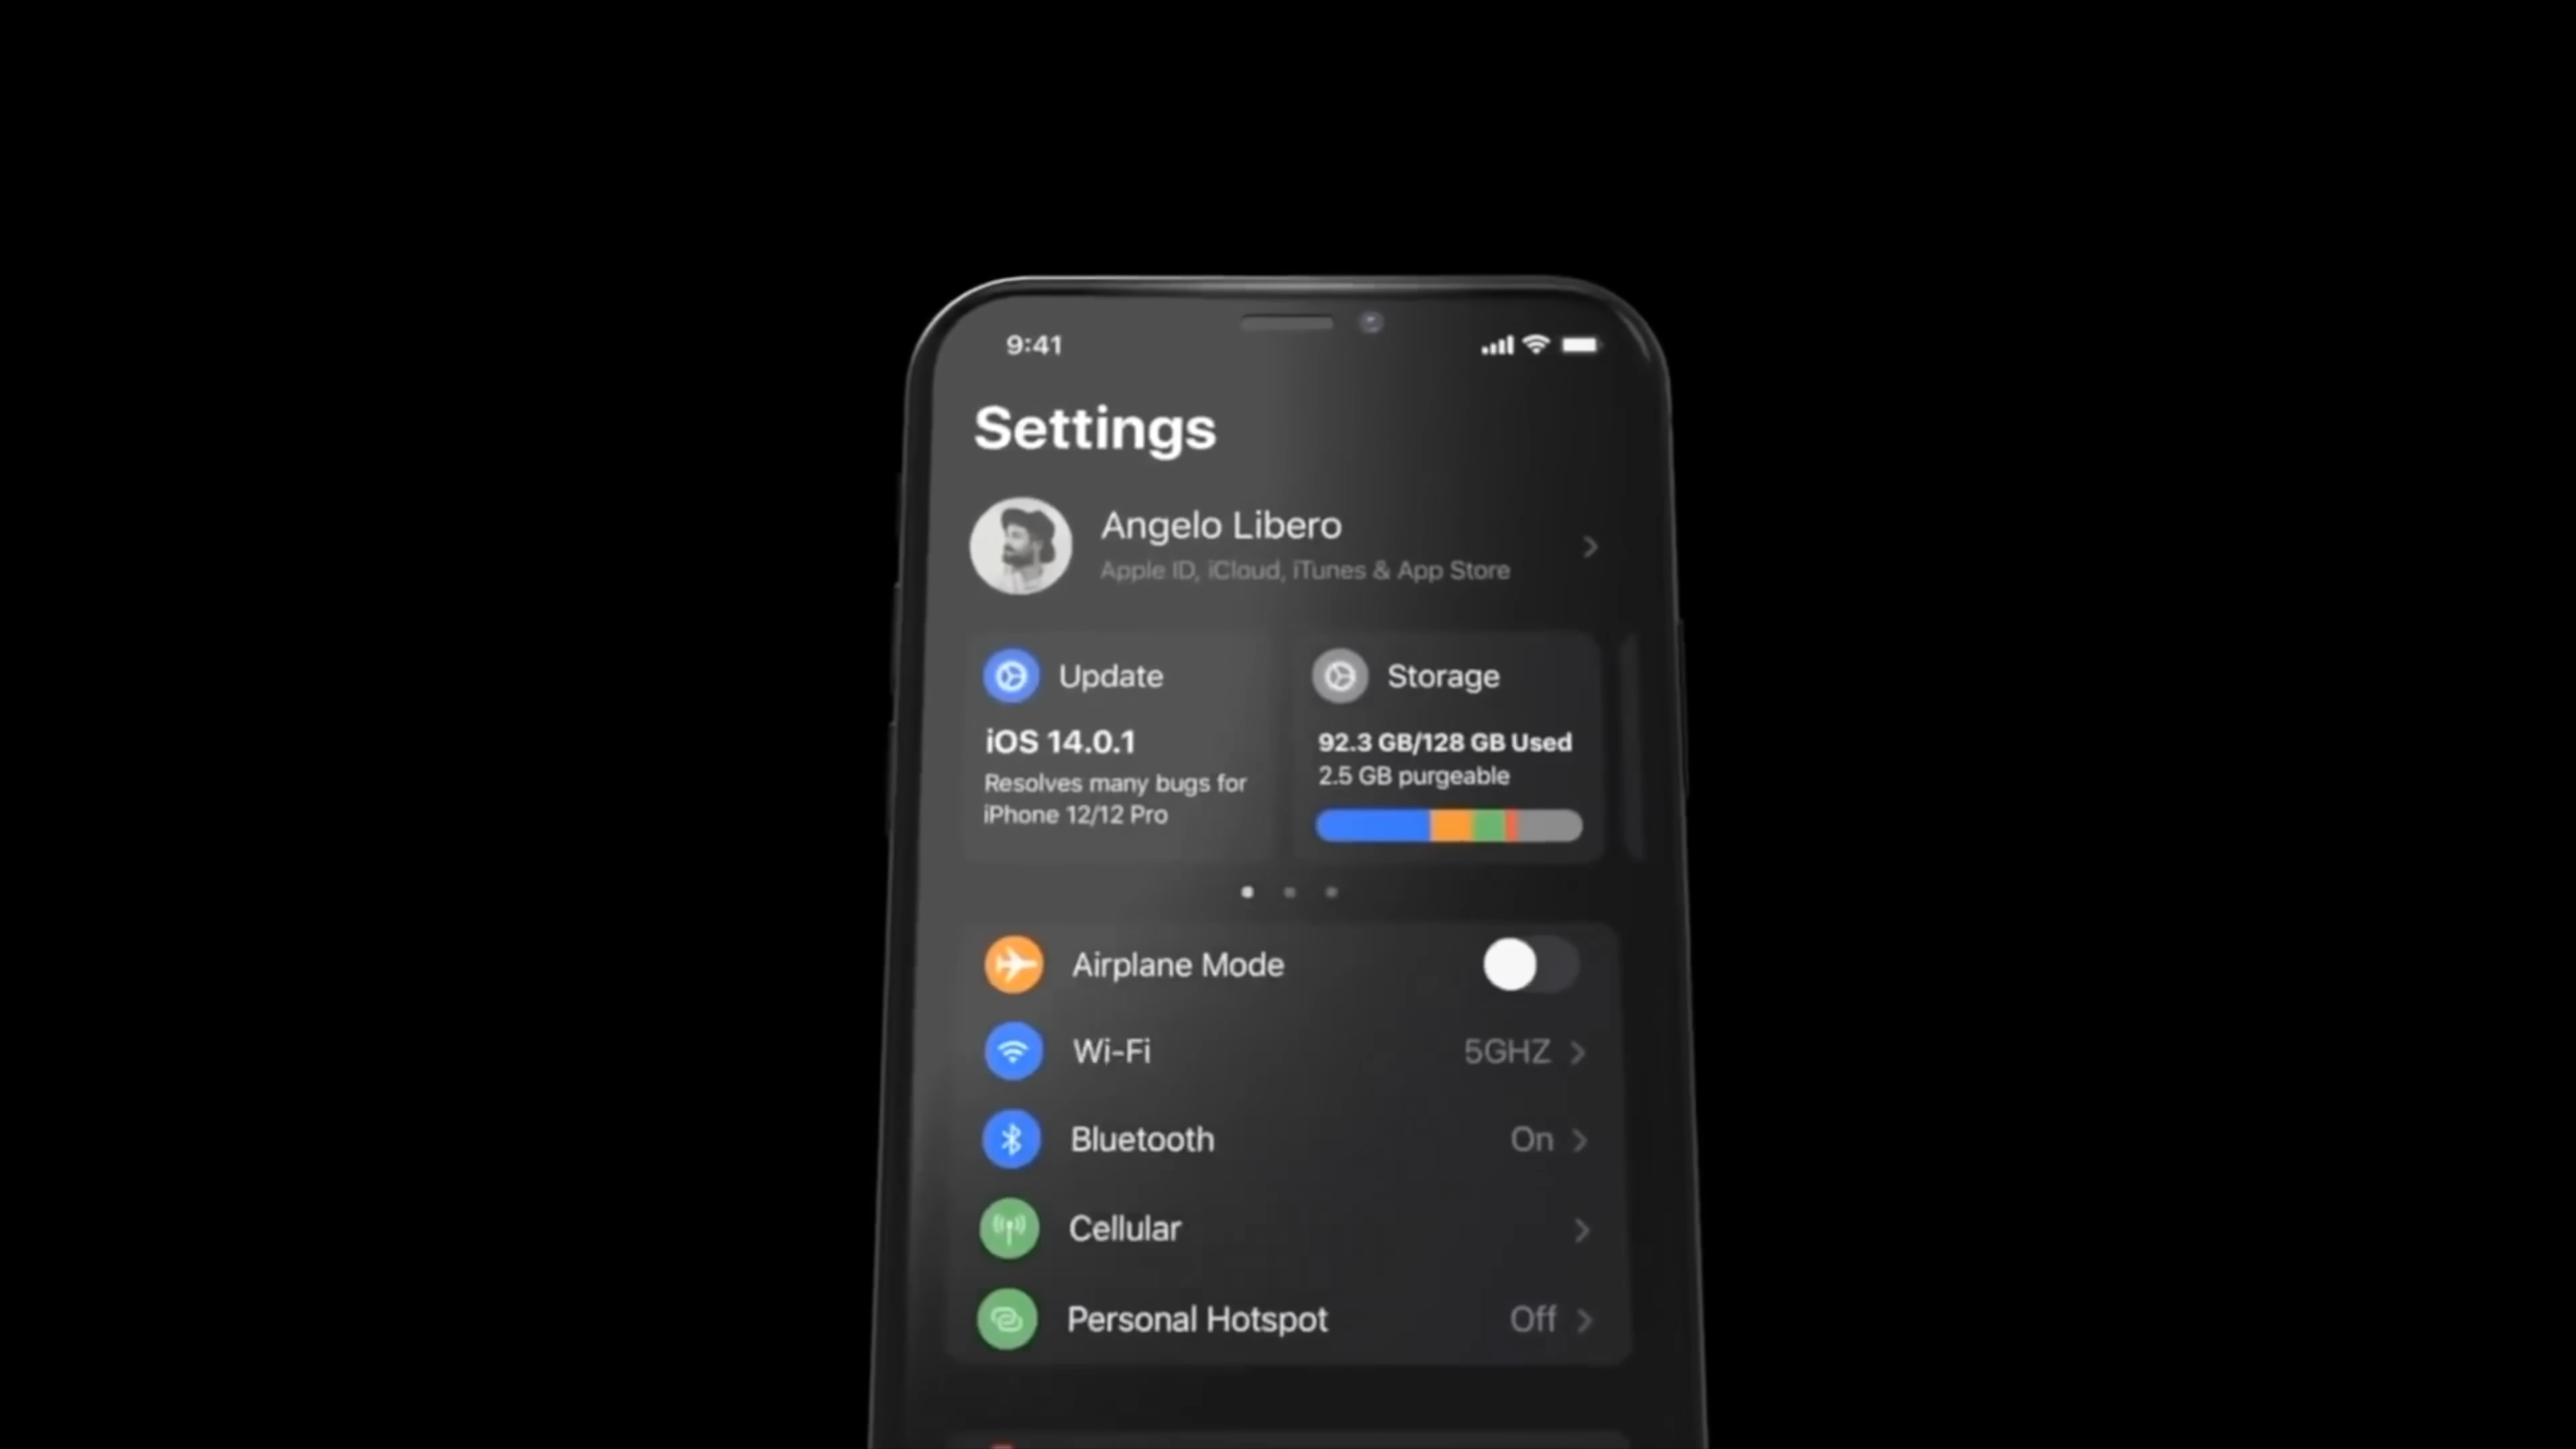 9:41
Settings
Angelo Libero
Apple ID, iCloud, iTunes & App Store
Update
iOS 14.0.1
Resolves many bugs for
iPhone 12/12 Pro
Storage
92.3 GB/128 GB Used
2.5 GB purgeable
Airplane Mode
Wi-Fi 5GHZ
Bluetooth On
Cellular
Personal Hotspot Off